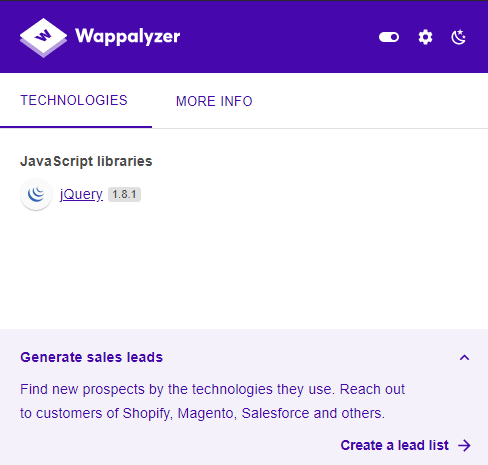 Wappalyzer
TECHNOLOGIES MORE INFO
JavaScript libraries
jQuery 1.8.1
Generate sales leads
Find new prospects by the technologies they use. Reach out
to customers of Shopify, Magento, Salesforce and others.
Create a lead list